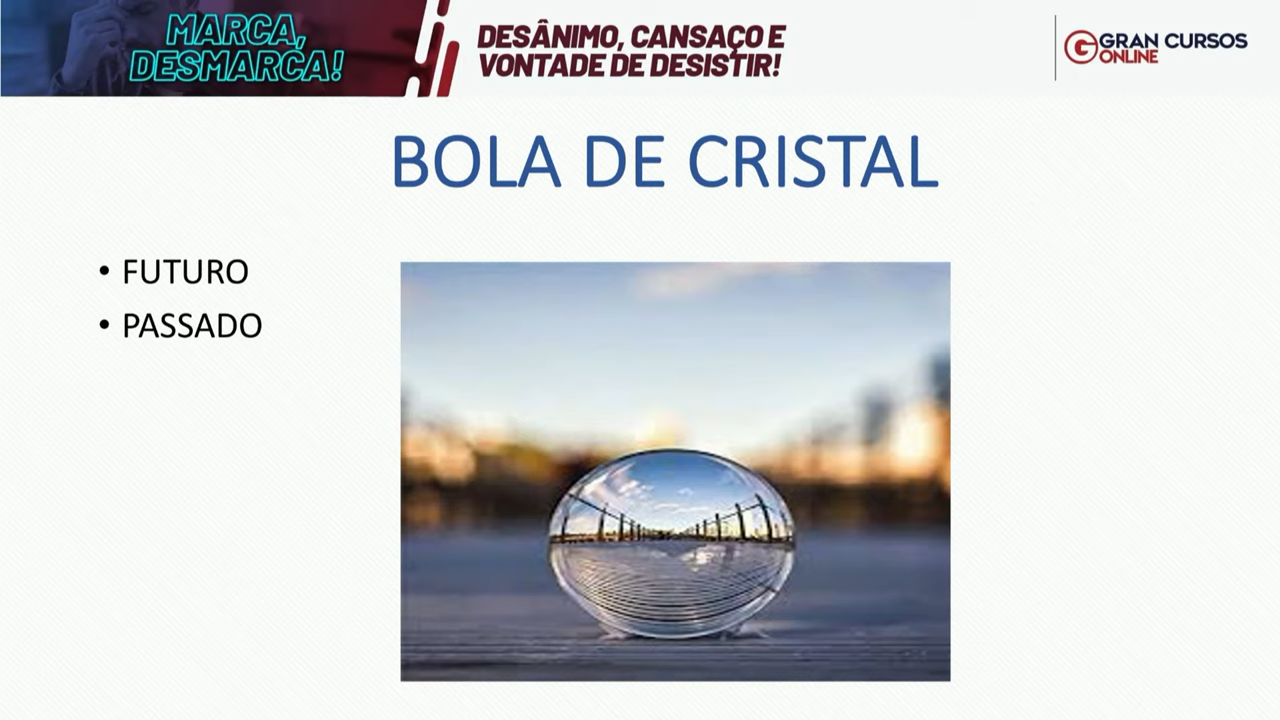 MARCA,
DESMARCA!
DESÂNIMO, CANSAÇO E
VONTADE DE DESISTIR!
GRAN CURSOS
ONLINE
BOLA DE CRISTAL
• FUTURO
• PASSADO